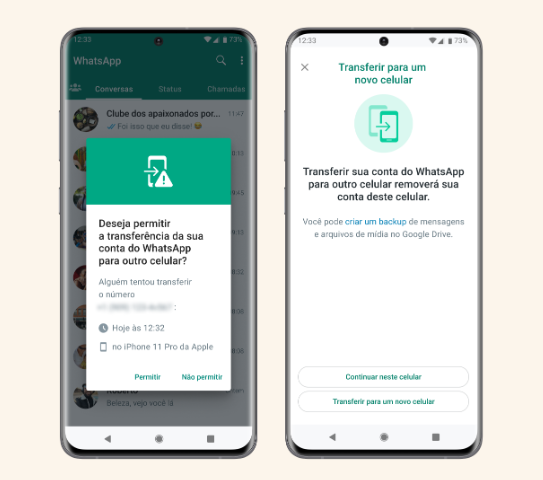 12:33
73%
WhatsApp
Conversas
Status
Chamadas
Clube dos apaixonados por...
11:47
Foi isso que eu disse!
Deseja permitir
a transferência da sua
conta do WhatsApp
para outro celular?
Alguém tentou transferir
o número
Hoje às 12:32
no iPhone 11 Pro da Apple
Permitir
Não permitir
Roberto
Beleza, vejo você lá
12:33
73%
Transferir para um
novo celular
Transferir sua conta do WhatsApp
para outro celular removerá sua
conta deste celular.
Você pode criar um backup de mensagens
e arquivos de mídia no Google Drive.
Continuar neste celular
Transferir para um novo celular